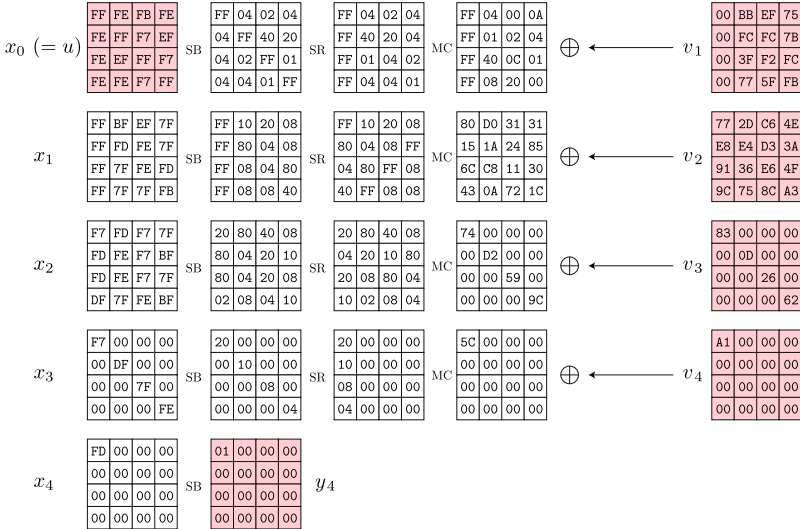 FF FE FB FE FF 04 02 04 FF 04 02 04 FF 04 00 0A 00 BB EF 75
FE FF F7 EF 04 FF 40 20 FF 40 20 04 FF 01 02 04 00 FC FC 7B
x0 (= u) SB SR MC ⊕ v1
FE EF FF F7 04 02 FF 01 FF 01 04 02 FF 40 0C 01 00 3F F2 FC
FE FE F7 FF 04 04 01 FF FF 04 04 01 FF 08 20 00 00 77 5F FB
FF BF EF 7F FF 10 20 08 FF 10 20 08 80 D0 31 31 77 2D C6 4E
FF FD FE 7F FF 80 04 08 80 04 08 FF 15 1A 24 85 E8 E4 D3 3A
x1 SB SR MC ⊕ v2
FF 7F FE FD FF 08 04 80 04 80 FF 08 6C C8 11 30 91 36 E6 4F
FF 7F 7F FB FF 08 08 40 40 FF 08 08 43 0A 72 1C 9C 75 8C A3
F7 FD F7 7F 20 80 40 08 20 80 40 08 74 00 00 00 83 00 00 00
FD FE F7 BF 80 04 20 10 04 20 10 80 00 D2 00 00 00 0D 00 00
x2 SB SR MC ⊕ v3
FD FE F7 7F 80 04 20 08 20 08 80 04 00 00 59 00 00 00 26 00
DF 7F FE BF 02 08 04 10 10 02 08 04 00 00 00 9C 00 00 00 62
F7 00 00 00 20 00 00 00 20 00 00 00 5C 00 00 00 A1 00 00 00
00 DF 00 00 00 10 00 00 10 00 00 00 00 00 00 00 00 00 00 00
x3 SB SR MC ⊕ v4
00 00 7F 00 00 00 08 00 08 00 00 00 00 00 00 00 00 00 00 00
00 00 00 FE 00 00 00 04 04 00 00 00 00 00 00 00 00 00 00 00
FD 00 00 00 01 00 00 00
00 00 00 00 00 00 00 00
x4 SB y4
00 00 00 00 00 00 00 00
00 00 00 00 00 00 00 00